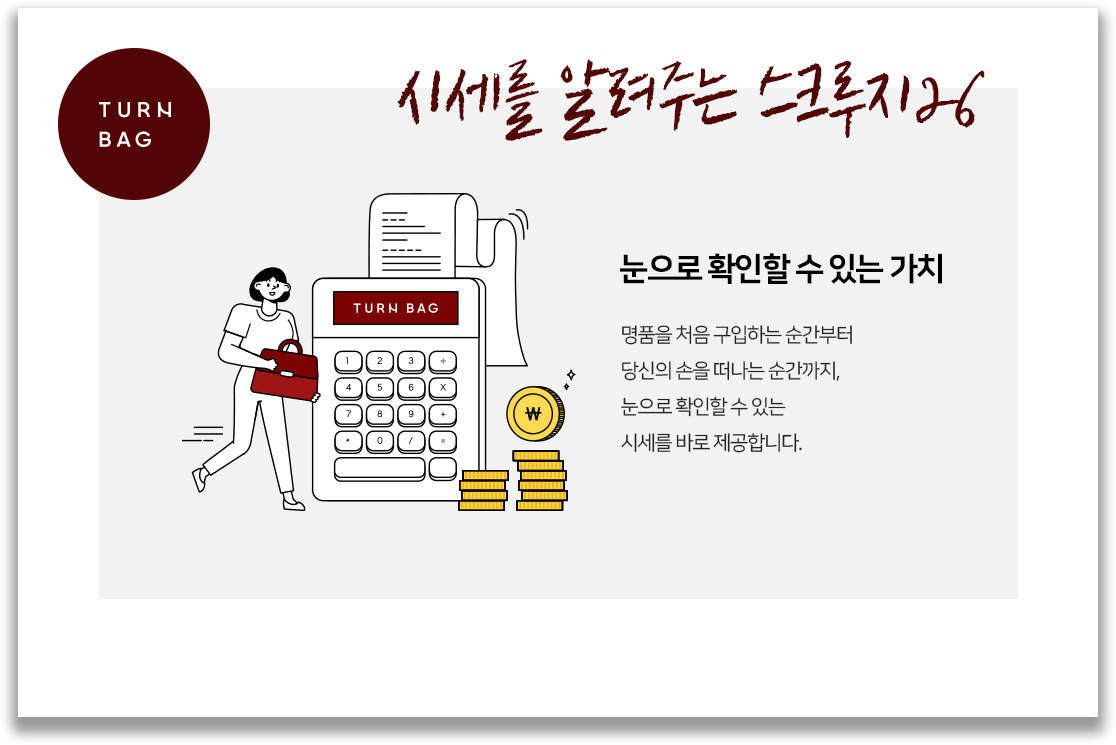 TURN
BAG
시세를 알려주는 스크루지26
눈으로 확인할 수 있는 가치
명품을 처음 구입하는 순간부터
당신의 손을 떠나는 순간까지,
눈으로 확인할 수 있는
시세를 바로 제공합니다.
TURN BAG
1 2 3 ÷
4 5 6 X
7 8 9 +
• 0 / =
₩